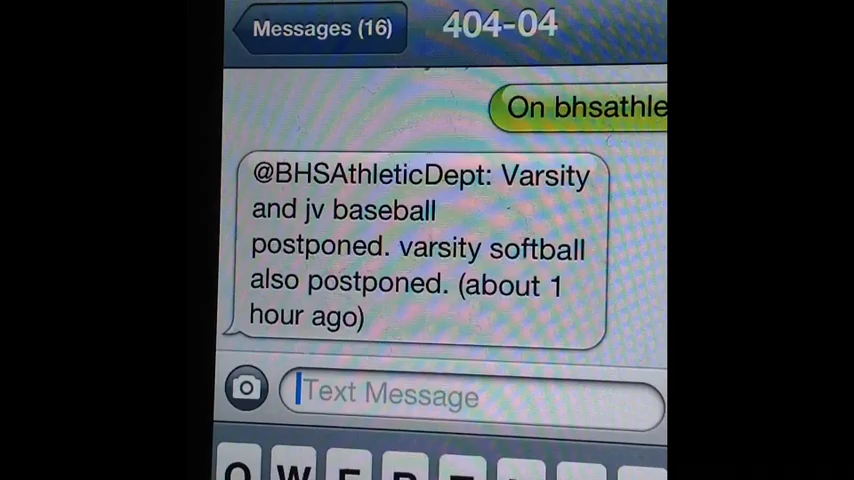 Messages (16)
404-04
On bhsathle
@BHSAthleticDept: Varsity
and jv baseball
postponed. varsity softball
also postponed. (about 1
hour ago)
Text Message
Q W E R T